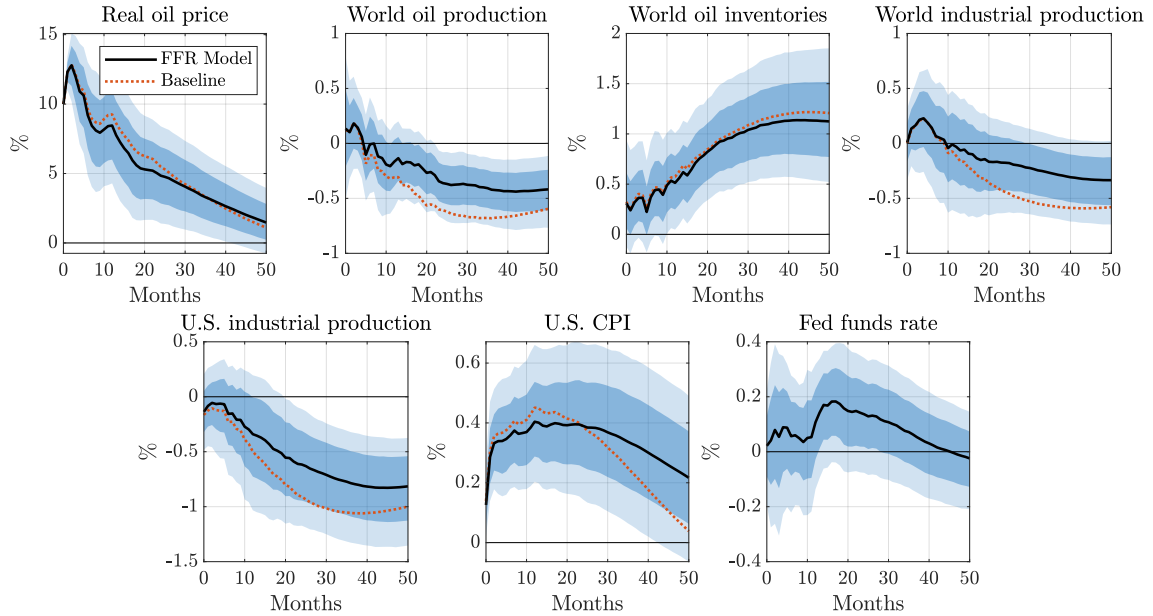 Real oil price
World oil production
World oil inventories
World industrial production
15
10
5
0
%
0 10 20 30 40 50
Months
FFR Model
Baseline
1
0.5
0
-0.5
-1
%
0 10 20 30 40 50
Months
2
1.5
1
0.5
0
%
0 10 20 30 40 50
Months
1
0.5
0
-0.5
-1
%
0 10 20 30 40 50
Months
U.S. industrial production
U.S. CPI
Fed funds rate
0.5
0
-0.5
-1
-1.5
%
0 10 20 30 40 50
Months
0.6
0.4
0.2
0
%
0 10 20 30 40 50
Months
0.4
0.2
0
-0.2
-0.4
%
0 10 20 30 40 50
Months